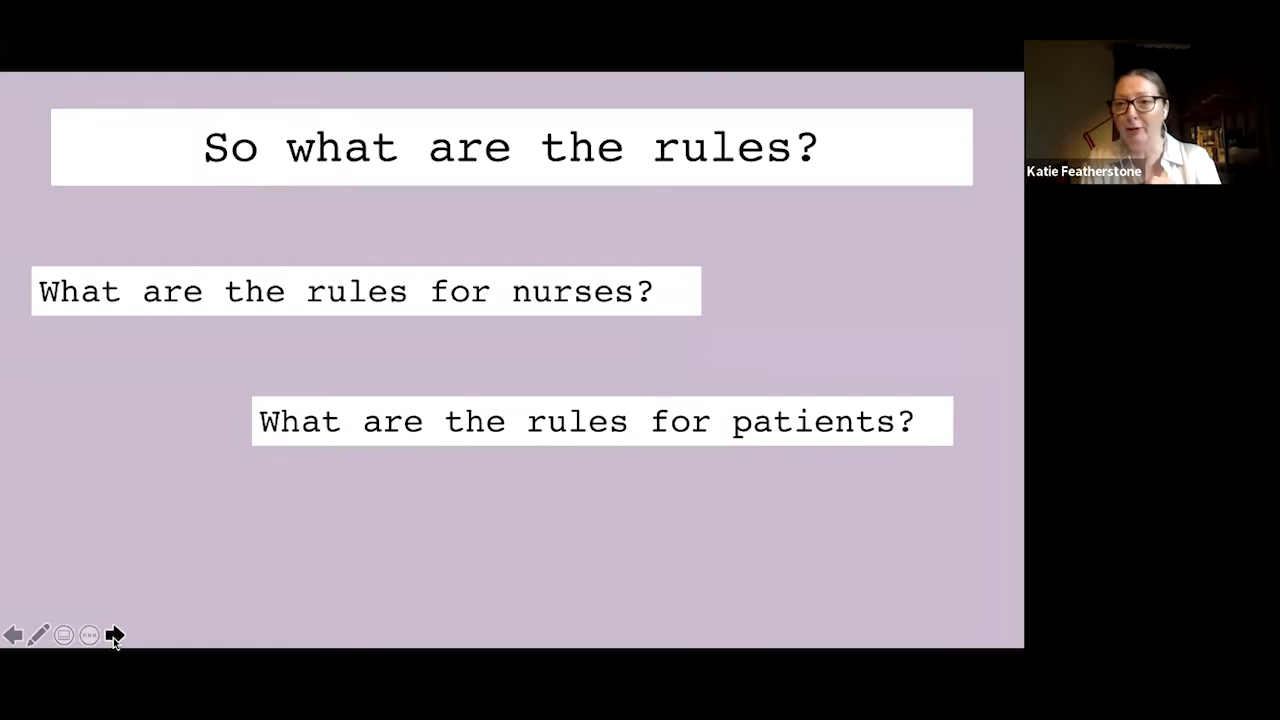 So what are the rules?
Katie Featherstone
What are the rules for nurses?
What are the rules for patients?